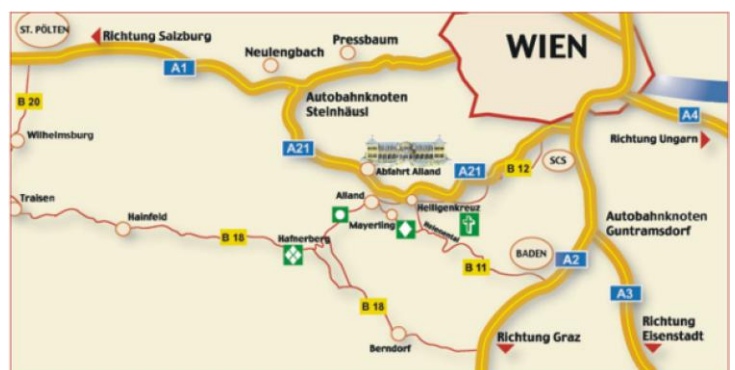 ST. PÖLTEN
Richtung Salzburg
Neulengbach
Pressbaum
WIEN
A1
B 20
Autobahnknoten
Steinhäusl
A4
Wilhelmsburg
A21
Richtung Ungarn
Abfahrt Alland
A21
B 12
SCS
Traisen
Alland
Heiligenkreuz
Hainfeld
Mayerling
Helenental
Autobahnknoten
Guntramsdorf
B 18
Hafnerberg
BADEN
A2
B 11
A3
B 18
Richtung
Eisenstadt
Berndorf
Richtung Graz